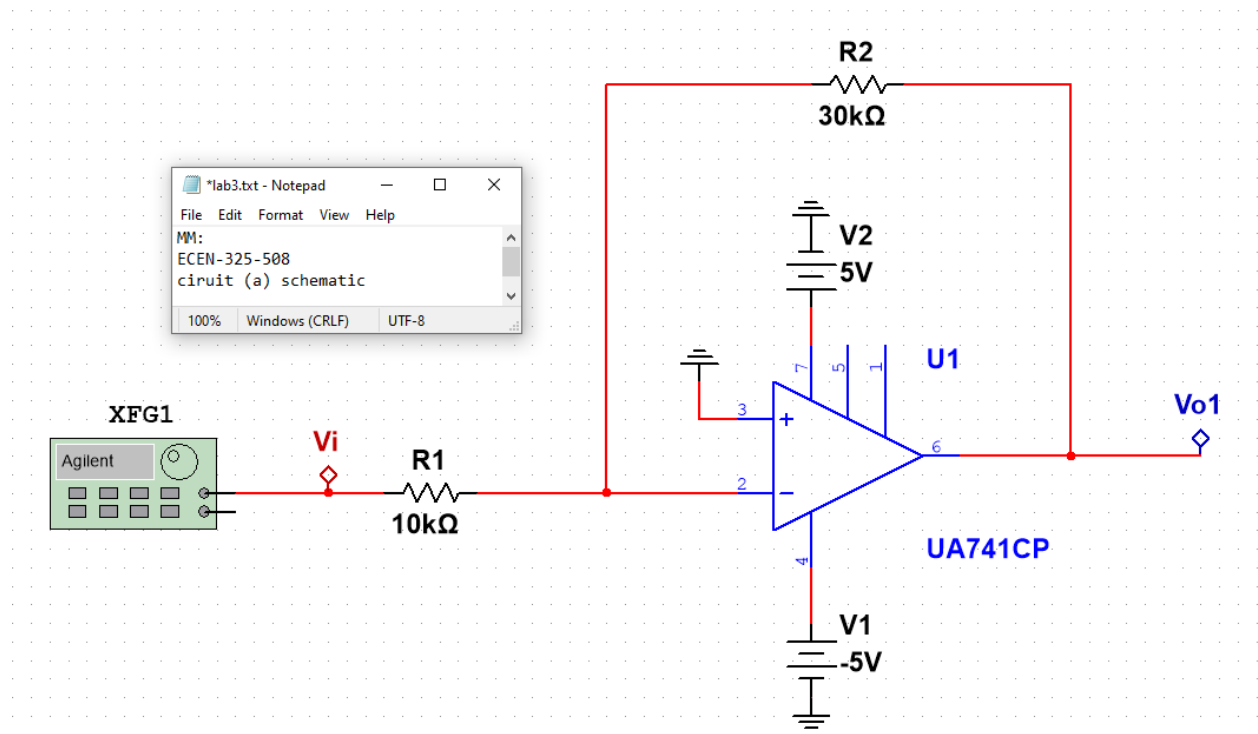 R2
30kΩ
*lab3.txt - Notepad
File Edit Format View Help
MM:
ECEN-325-508
ciruit (a) schematic
100% Windows (CRLF) UTF-8
V2
5V
7
5
1
U1
3
+
XFG1
Agilent
Vi
R1
10kΩ
2
−
6
Vo1
UA741CP
4
V1
-5V